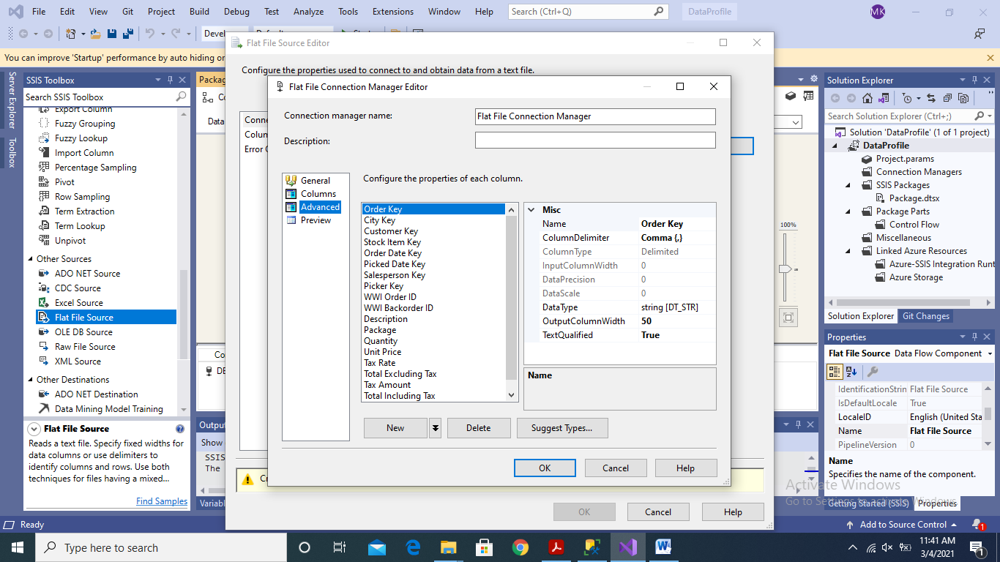 File Edit View Git Project Build Debug Test Analyze Tools Extensions Window Help Search (Ctrl+Q) DataProfile MK
You can improve 'Startup' performance by auto hiding or
Server Explorer
Toolbox
SSIS Toolbox
Search SSIS Toolbox
Export Column
Fuzzy Grouping
Fuzzy Lookup
Import Column
Percentage Sampling
Pivot
Row Sampling
Term Extraction
Term Lookup
Unpivot
Other Sources
ADO NET Source
CDC Source
Excel Source
Flat File Source
OLE DB Source
Raw File Source
XML Source
Other Destinations
ADO NET Destination
Data Mining Model Training
Flat File Source
Reads a text file. Specify fixed widths for
data columns or use delimiters to
identify columns and rows. Use both
techniques for files having a mixed...
Find Samples
Flat File Source Editor
Configure the properties used to connect to and obtain data from a text file.
Flat File Connection Manager Editor
Connection manager name: Flat File Connection Manager
Description:
General
Columns
Advanced
Preview
Configure the properties of each column.
Order Key
City Key
Customer Key
Stock Item Key
Order Date Key
Picked Date Key
Salesperson Key
Picker Key
WWI Order ID
WWI Backorder ID
Description
Package
Quantity
Unit Price
Tax Rate
Total Excluding Tax
Tax Amount
Total Including Tax
Misc
Name Order Key
ColumnDelimiter Comma {,}
ColumnType Delimited
InputColumnWidth 0
DataPrecision 0
DataScale 0
DataType string [DT_STR]
OutputColumnWidth 50
TextQualified True
Name
New Delete Suggest Types...
OK Cancel Help
OK Cancel Help
100%
Solution Explorer
Search Solution Explorer (Ctrl+;)
Solution 'DataProfile' (1 of 1 project)
DataProfile
Project.params
Connection Managers
SSIS Packages
Package.dtsx
Package Parts
Control Flow
Miscellaneous
Linked Azure Resources
Azure-SSIS Integration Runt
Azure Storage
Solution Explorer Git Changes
Properties
Flat File Source Data Flow Component
IdentificationStrin Flat File Source
IsDefaultLocale True
LocaleID English (United Sta
Name Flat File Source
PipelineVersion 0
Name
Specifies the name of the component.
Activate Windows
Go to Settings to activate Windows.
Getting Started (SSIS) Properties
Ready Add to Source Control 1
Type here to search 11:41 AM
3/4/2021 1